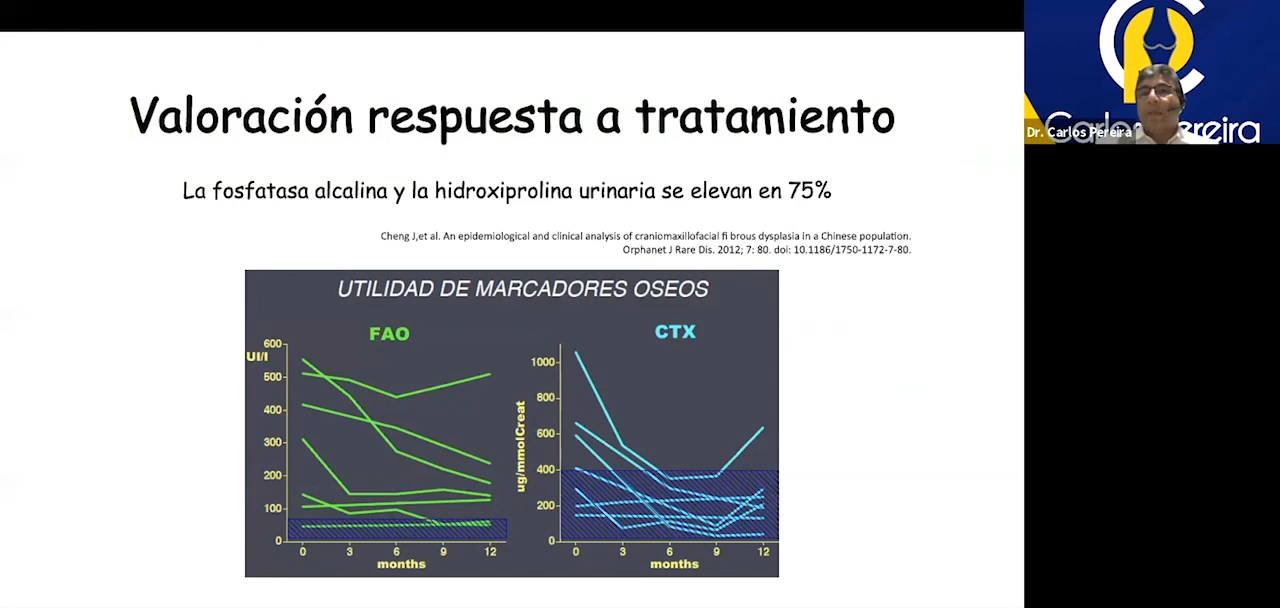 Valoración respuesta a tratamiento
La fosfatasa alcalina y la hidroxiprolina urinaria se elevan en 75%
Cheng J,et al. An epidemiological and clinical analysis of craniomaxillofacial fi brous dysplasia in a Chinese population.
Orphanet J Rare Dis. 2012; 7: 80. doi: 10.1186/1750-1172-7-80.
UTILIDAD DE MARCADORES OSEOS
FAO
UI/l
600
500
400
300
200
100
0
0 3 6 9 12
months
CTX
ug/mmolCreat
1000
800
600
400
200
0
0 3 6 9 12
months
Dr. Carlos Pereira